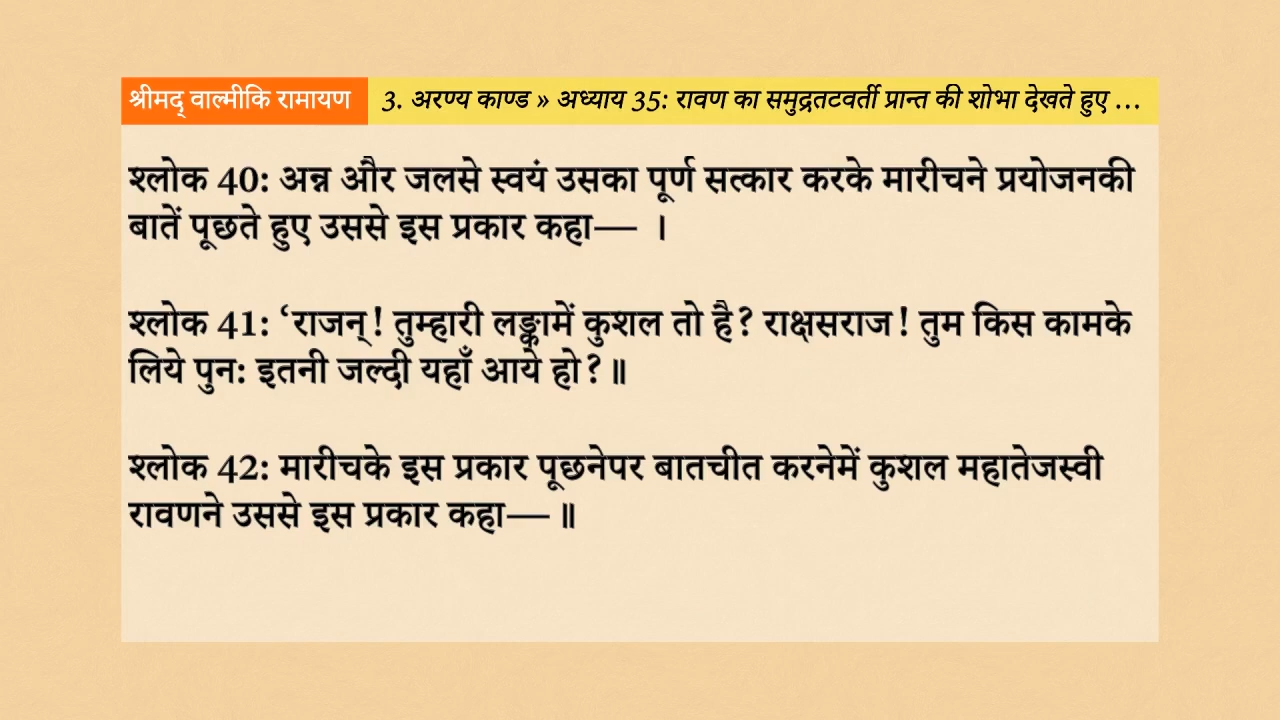 श्रीमद् वाल्मीकि रामायण 3. अरण्य काण्ड » अध्याय 35: रावण का समुद्रतटवर्ती प्रान्त की शोभा देखते हुए ...
श्लोक 40: अन्न और जलसे स्वयं उसका पूर्ण सत्कार करके मारीचने प्रयोजनकी
बातें पूछते हुए उससे इस प्रकार कहा— ।
श्लोक 41: ‘राजन्! तुम्हारी लङ्कामें कुशल तो है? राक्षसराज! तुम किस कामके
लिये पुन: इतनी जल्दी यहाँ आये हो?॥
श्लोक 42: मारीचके इस प्रकार पूछनेपर बातचीत करनेमें कुशल महातेजस्वी
रावणने उससे इस प्रकार कहा—॥